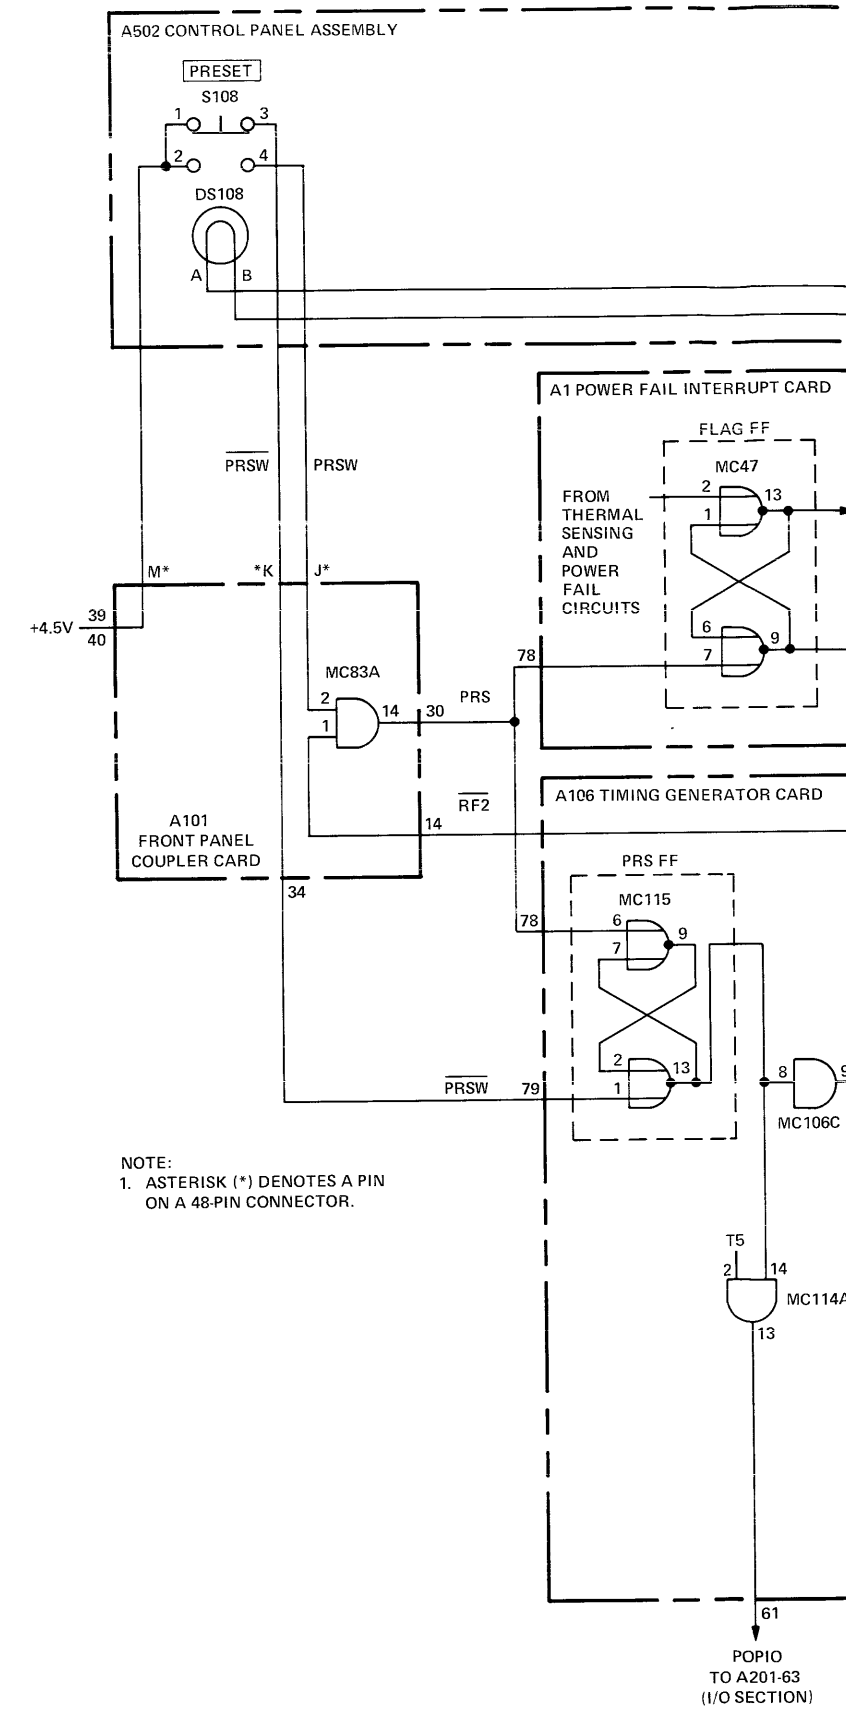 A502 CONTROL PANEL ASSEMBLY
PRESET
S108
1
3
2
4
DS108
A
B
A1 POWER FAIL INTERRUPT CARD
FLAG FF
MC47
2
13
1
FROM
THERMAL
SENSING
AND
POWER
FAIL
CIRCUITS
6
9
7
78
PRSW
PRSW
M*
*K
J*
39
+4.5V
40
MC83A
2
14
30
PRS
1
RF2
14
A101
FRONT PANEL
COUPLER CARD
34
A106 TIMING GENERATOR CARD
PRS FF
MC115
78
6
9
7
2
13
1
PRSW
79
8
9
MC106C
NOTE:
1. ASTERISK (*) DENOTES A PIN
ON A 48-PIN CONNECTOR.
T5
2
14
MC114A
13
61
POPIO
TO A201-63
(I/O SECTION)